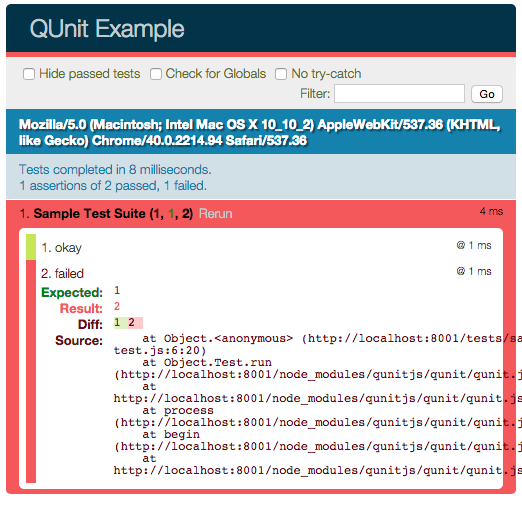 QUnit Example
Hide passed tests Check for Globals No try-catch
Filter: Go
Mozilla/5.0 (Macintosh; Intel Mac OS X 10_10_2) AppleWebKit/537.36 (KHTML,
like Gecko) Chrome/40.0.2214.94 Safari/537.36
Tests completed in 8 milliseconds.
1 assertions of 2 passed, 1 failed.
1. Sample Test Suite (1, 1, 2) Rerun 4 ms
1. okay @ 1 ms
2. failed @ 1 ms
Expected: 1
Result: 2
Diff: 1 2
Source: at Object.<anonymous> (http://localhost:8001/tests/sa
test.js:6:20)
at Object.Test.run
(http://localhost:8001/node_modules/qunitjs/qunit/qunit.j
at
http://localhost:8001/node_modules/qunitjs/qunit/qunit.js
at process
(http://localhost:8001/node_modules/qunitjs/qunit/qunit.j
at begin
(http://localhost:8001/node_modules/qunitjs/qunit/qunit.j
at
http://localhost:8001/node_modules/qunitjs/qunit/qunit.js